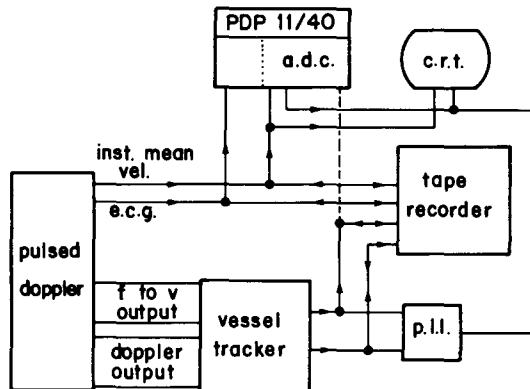 PDP 11/40
a.d.c.
c.r.t.
inst. mean
vel.
e.c.g.
tape
recorder
pulsed
doppler
f to v
output
doppler
output
vessel
tracker
p.l.l.